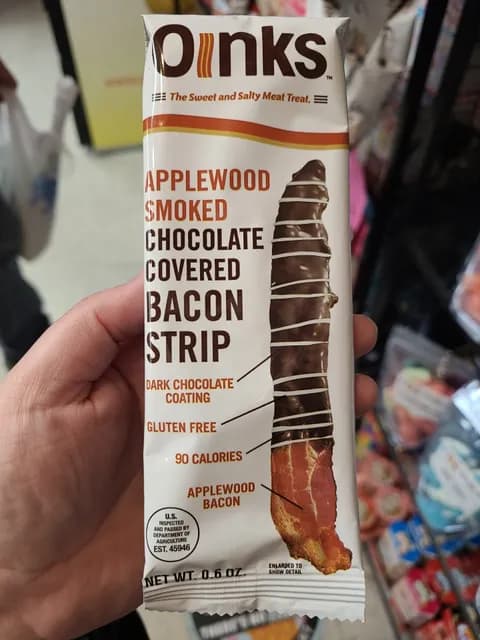 Oinks™
The Sweet and Salty Meat Treat.
APPLEWOOD
SMOKED
CHOCOLATE
COVERED
BACON
STRIP
DARK CHOCOLATE
COATING
GLUTEN FREE
90 CALORIES
APPLEWOOD
BACON
U.S.
INSPECTED
AND PASSED BY
DEPARTMENT OF
AGRICULTURE
EST. 45946
NET WT. 0.6 OZ.
ENLARGED TO
SHOW DETAIL